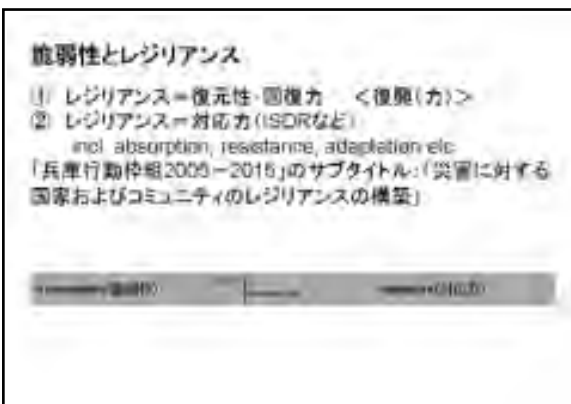 脆弱性とレジリアンス
① レジリアンス＝復元性・回復力 ＜復興(力)＞
② レジリアンス＝対応力(ISDRなど)
incl. absorption, resistance, adaptation etc
「兵庫行動枠組2005－2015」のサブタイトル：「災害に対する
国家およびコミュニティのレジリアンスの構築」